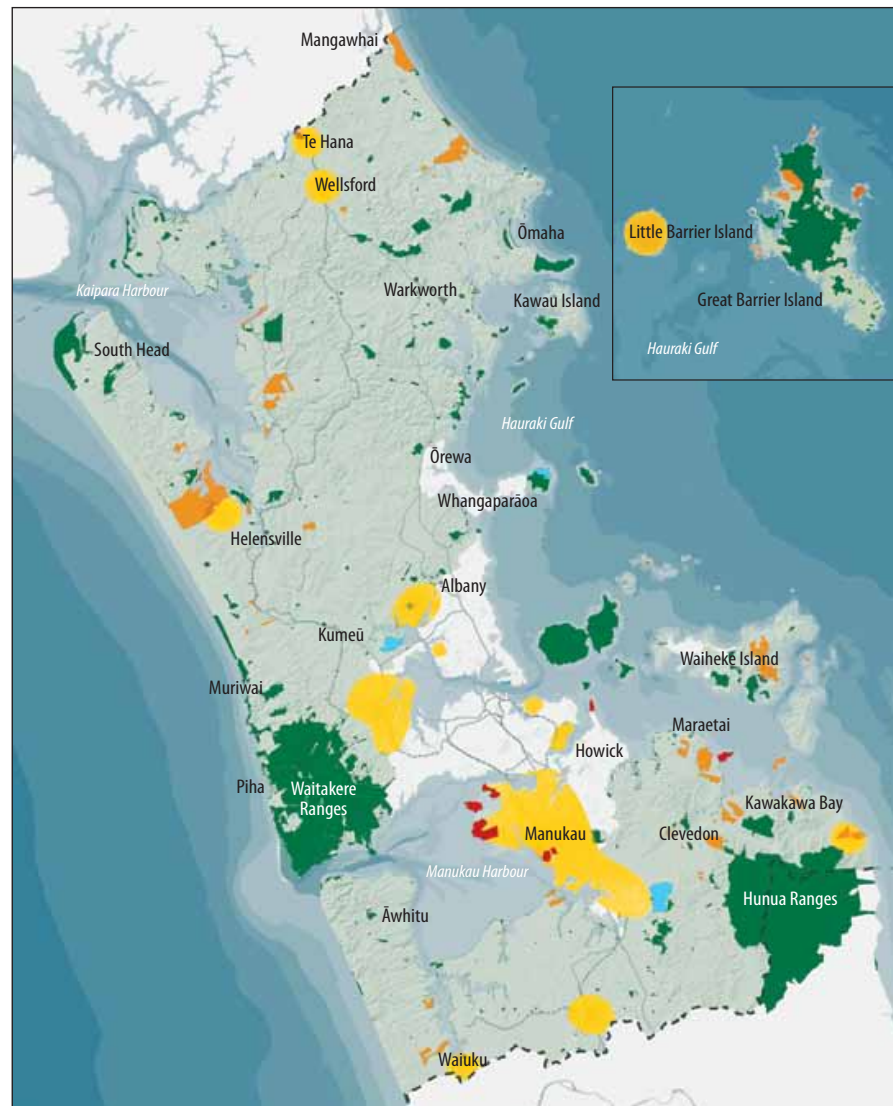 Mangawhai
Te Hana
Wellsford
Ōmaha
Little Barrier Island
Kaipara Harbour
Warkworth
Kawau Island
Great Barrier Island
South Head
Hauraki Gulf
Hauraki Gulf
Ōrewa
Whangaparāoa
Helensville
Albany
Kumeū
Waiheke Island
Muriwai
Maraetai
Howick
Piha
Waitakere
Ranges
Kawakawa Bay
Manukau
Clevedon
Manukau Harbour
Hunua Ranges
Āwhitu
Waiuku